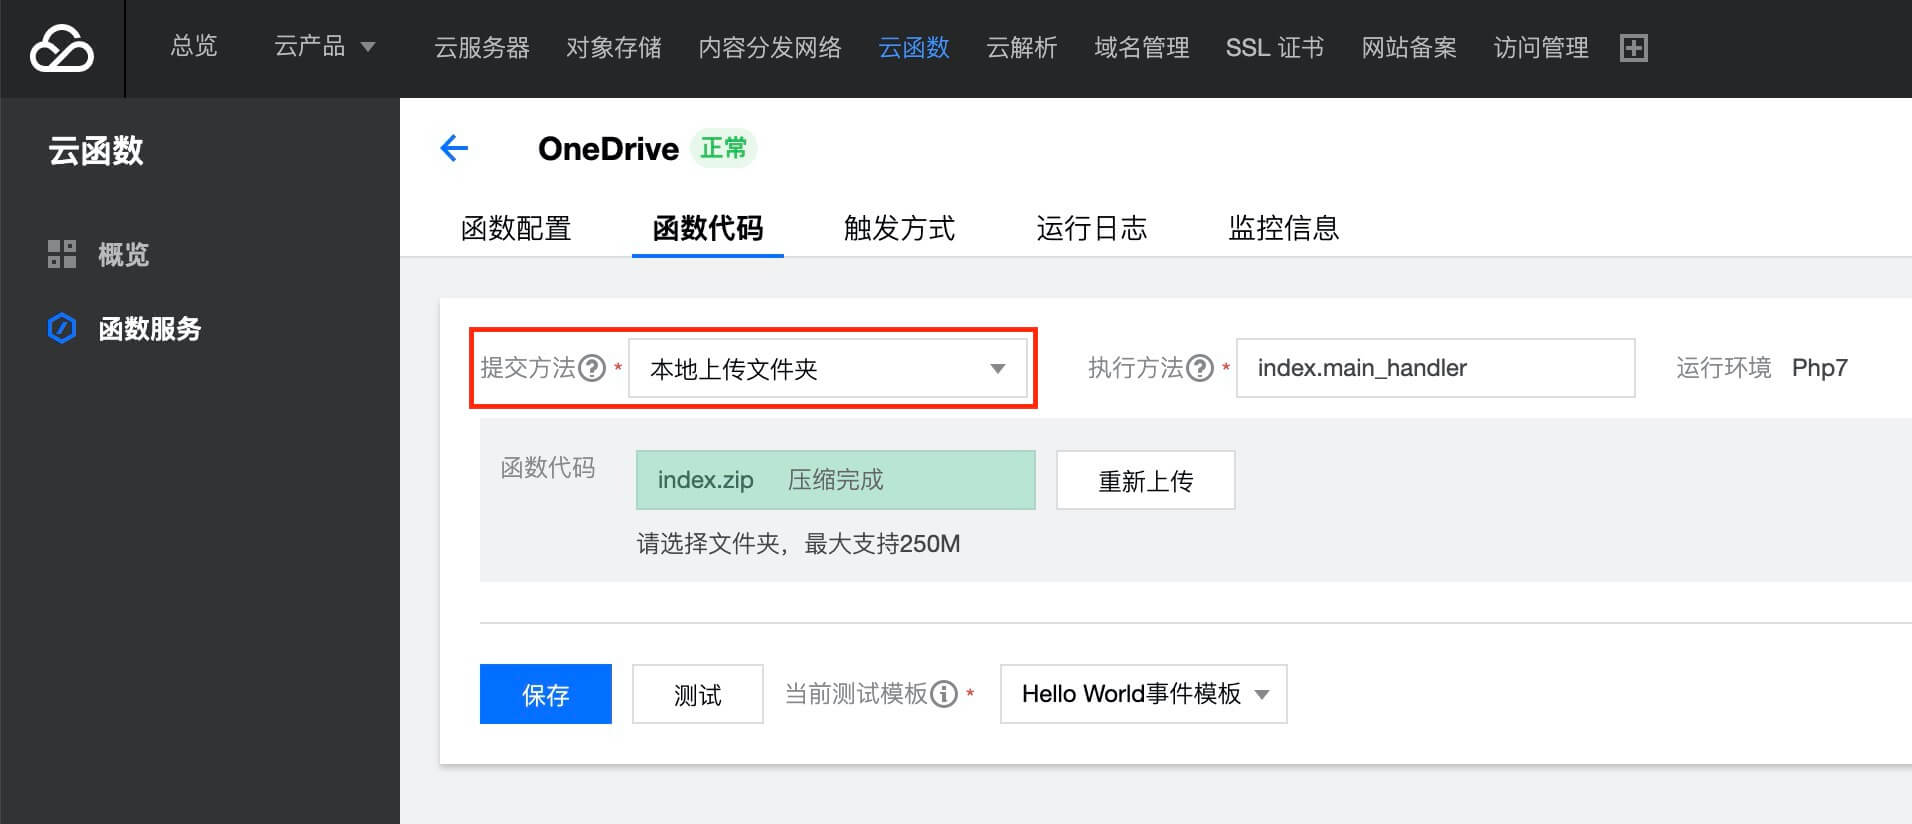 总览 云产品 云服务器 对象存储 内容分发网络 云函数 云解析 域名管理 SSL 证书 网站备案 访问管理
云函数
概览
函数服务
OneDrive 正常
函数配置 函数代码 触发方式 运行日志 监控信息
提交方法 * 本地上传文件夹 执行方法 * index.main_handler 运行环境 Php7
函数代码 index.zip 压缩完成 重新上传
请选择文件夹，最大支持250M
保存 测试 当前测试模板 * Hello World事件模板